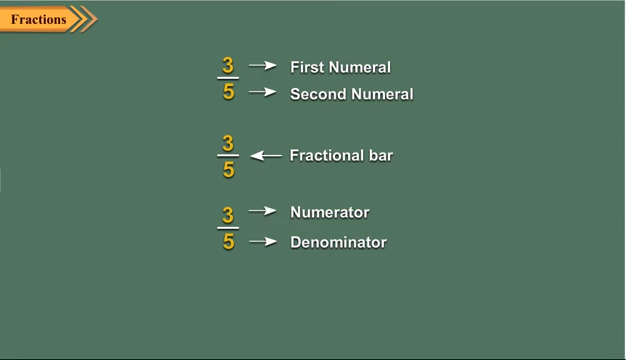 Fractions
3 First Numeral
5 Second Numeral
3
Fractional bar
5
3 Numerator
5 Denominator